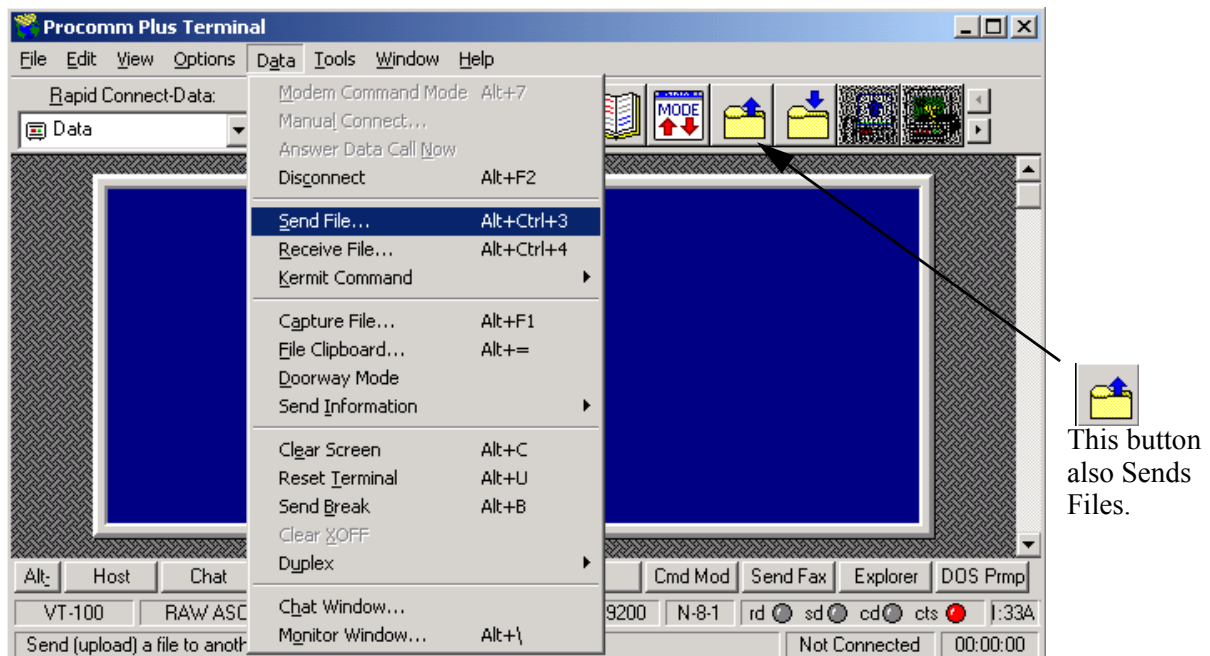 Procomm Plus Terminal
File Edit View Options Data Tools Window Help
Rapid Connect-Data:
Data
MODE
Modem Command Mode Alt+7
Manual Connect...
Answer Data Call Now
Disconnect Alt+F2
Send File... Alt+Ctrl+3
Receive File... Alt+Ctrl+4
Kermit Command
Capture File... Alt+F1
File Clipboard... Alt+=
Doorway Mode
Send Information
Clear Screen Alt+C
Reset Terminal Alt+U
Send Break Alt+B
Clear XOFF
Duplex
Chat Window...
Monitor Window... Alt+\
This button
also Sends
Files.
Alt- Host Chat Cmd Mod Send Fax Explorer DOS Prmp
VT-100 RAW ASC 9200 N-8-1 rd sd cd cts :33A
Send (upload) a file to anoth Not Connected 00:00:00